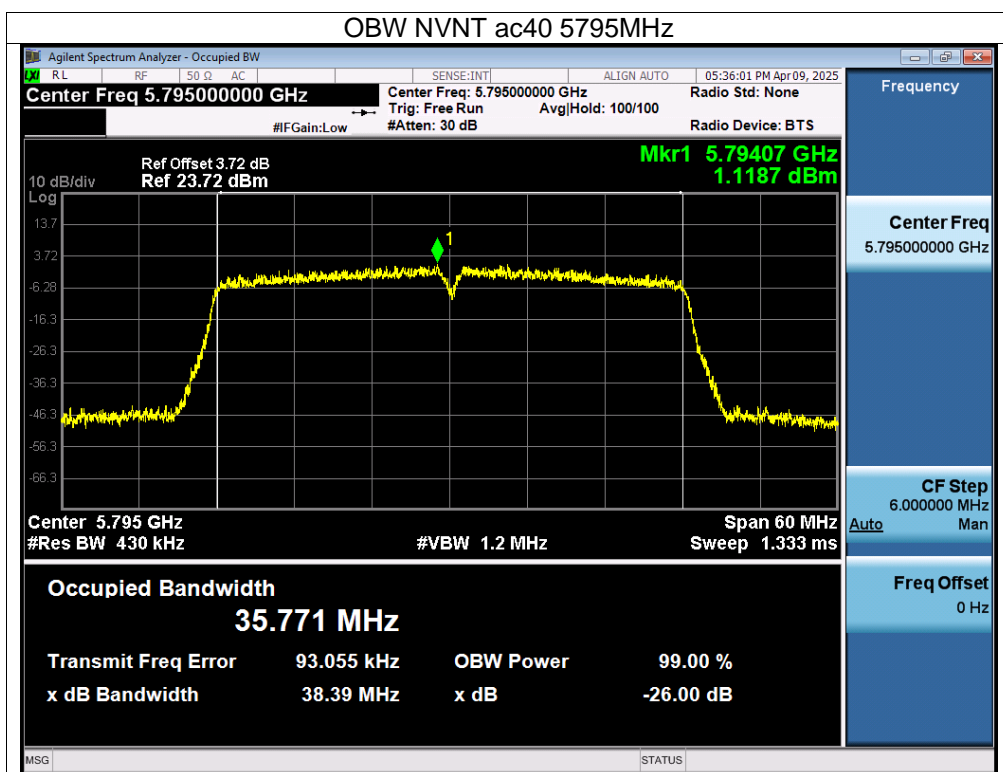 OBW NVNT ac40 5795MHz
Agilent Spectrum Analyzer - Occupied BW
LXI RL RF 50 Ω AC SENSE:INT ALIGN AUTO 05:36:01 PM Apr 09, 2025
Center Freq 5.795000000 GHz
Center Freq: 5.795000000 GHz Radio Std: None
Trig: Free Run Avg|Hold: 100/100
#IFGain:Low #Atten: 30 dB Radio Device: BTS
Mkr1 5.79407 GHz
1.1187 dBm
Ref Offset 3.72 dB
10 dB/div Ref 23.72 dBm
Log
13.7
3.72
-6.28
-16.3
-26.3
-36.3
-46.3
-56.3
-66.3
1
Center 5.795 GHz Span 60 MHz
#Res BW 430 kHz #VBW 1.2 MHz Sweep 1.333 ms
Occupied Bandwidth
35.771 MHz
Transmit Freq Error 93.055 kHz OBW Power 99.00 %
x dB Bandwidth 38.39 MHz x dB -26.00 dB
Frequency
Center Freq
5.795000000 GHz
CF Step
6.000000 MHz
Auto Man
Freq Offset
0 Hz
MSG STATUS